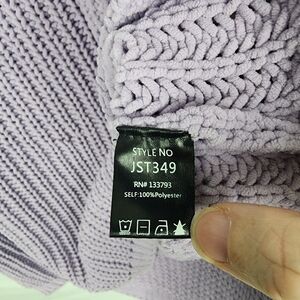 STYLE NO
JST349
RN# 133793
SELF:100%Polyester